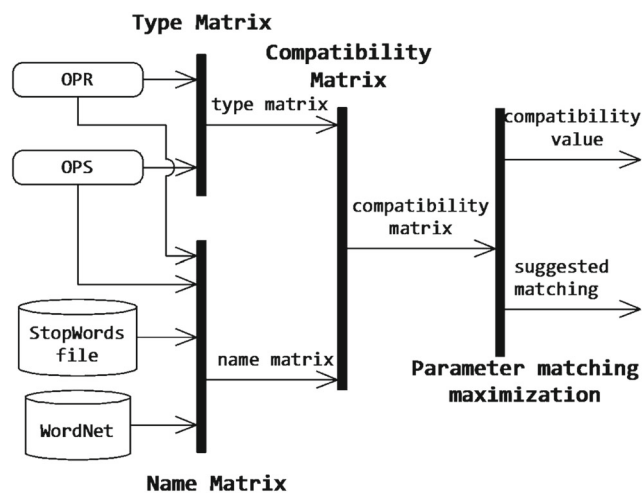 Type Matrix
Compatibility
Matrix
OPR
type matrix
compatibility
value
OPS
compatibility
matrix
suggested
matching
StopWords
file
name matrix
Parameter matching
maximization
WordNet
Name Matrix